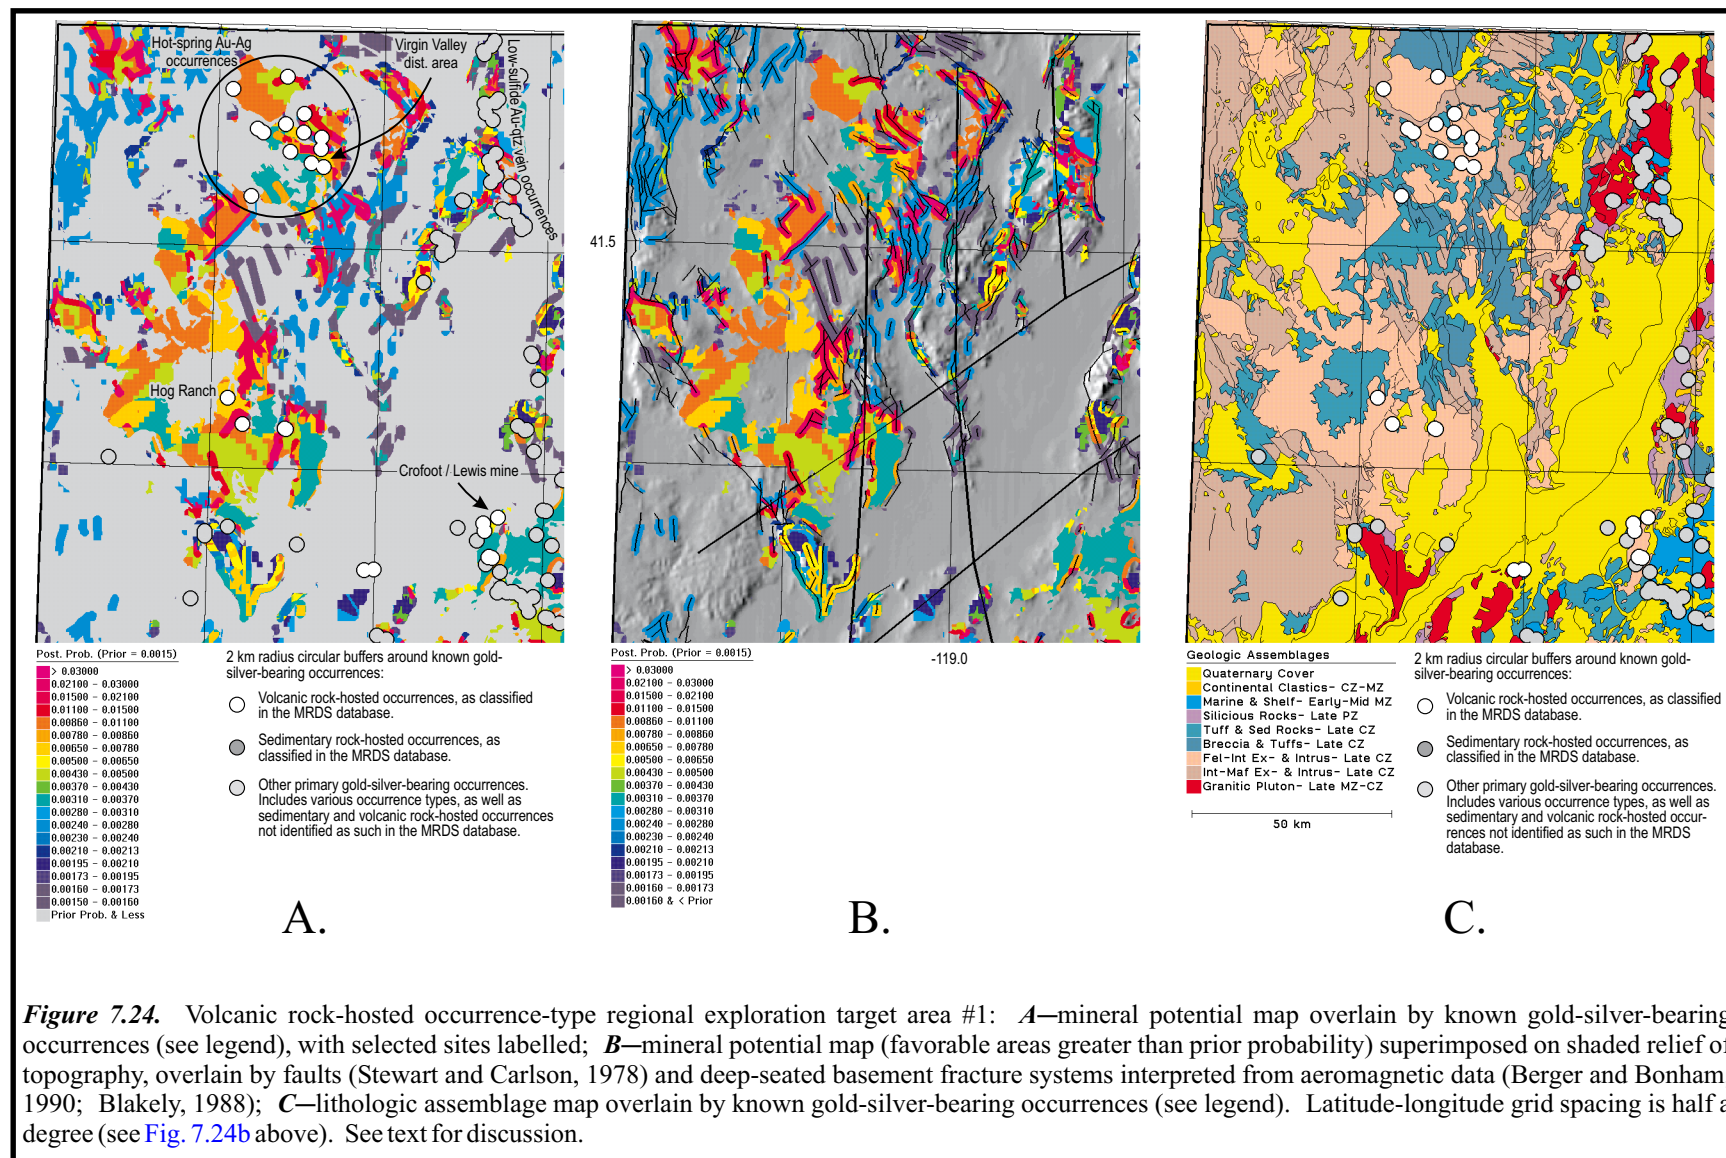 Hot-spring Au-Ag
occurrences
Virgin Valley
dist. area
Low-sulfide Au-qtz vein occurrences
Hog Ranch
Crofoot / Lewis mine
41.5
-119.0
Post. Prob. (Prior = 0.0015)
> 0.03000
0.02100 - 0.03000
0.01500 - 0.02100
0.01100 - 0.01500
0.00860 - 0.01100
0.00780 - 0.00860
0.00650 - 0.00780
0.00500 - 0.00650
0.00430 - 0.00500
0.00370 - 0.00430
0.00310 - 0.00370
0.00280 - 0.00310
0.00240 - 0.00280
0.00230 - 0.00240
0.00210 - 0.00213
0.00195 - 0.00210
0.00173 - 0.00195
0.00160 - 0.00173
0.00150 - 0.00160
Prior Prob. & Less
2 km radius circular buffers around known gold-
silver-bearing occurrences:
Volcanic rock-hosted occurrences, as classified
in the MRDS database.
Sedimentary rock-hosted occurrences, as
classified in the MRDS database.
Other primary gold-silver-bearing occurrences.
Includes various occurrence types, as well as
sedimentary and volcanic rock-hosted occurrences
not identified as such in the MRDS database.
A.
Post. Prob. (Prior = 0.0015)
> 0.03000
0.02100 - 0.03000
0.01500 - 0.02100
0.01100 - 0.01500
0.00860 - 0.01100
0.00780 - 0.00860
0.00650 - 0.00780
0.00500 - 0.00650
0.00430 - 0.00500
0.00370 - 0.00430
0.00310 - 0.00370
0.00280 - 0.00310
0.00240 - 0.00280
0.00230 - 0.00240
0.00210 - 0.00213
0.00195 - 0.00210
0.00173 - 0.00195
0.00160 - 0.00173
0.00160 & < Prior
B.
Geologic Assemblages
Quaternary Cover
Continental Clastics- CZ-MZ
Marine & Shelf- Early-Mid MZ
Silicious Rocks- Late PZ
Tuff & Sed Rocks- Late CZ
Breccia & Tuffs- Late CZ
Fel-Int Ex- & Intrus- Late CZ
Int-Maf Ex- & Intrus- Late CZ
Granitic Pluton- Late MZ-CZ
50 km
2 km radius circular buffers around known gold-
silver-bearing occurrences:
Volcanic rock-hosted occurrences, as classified
in the MRDS database.
Sedimentary rock-hosted occurrences, as
classified in the MRDS database.
Other primary gold-silver-bearing occurrences.
Includes various occurrence types, as well as
sedimentary and volcanic rock-hosted occur-
rences not identified as such in the MRDS
database.
C.
Figure 7.24. Volcanic rock-hosted occurrence-type regional exploration target area #1: A—mineral potential map overlain by known gold-silver-bearing
occurrences (see legend), with selected sites labelled; B—mineral potential map (favorable areas greater than prior probability) superimposed on shaded relief of
topography, overlain by faults (Stewart and Carlson, 1978) and deep-seated basement fracture systems interpreted from aeromagnetic data (Berger and Bonham
1990; Blakely, 1988); C—lithologic assemblage map overlain by known gold-silver-bearing occurrences (see legend). Latitude-longitude grid spacing is half a
degree (see Fig. 7.24b above). See text for discussion.